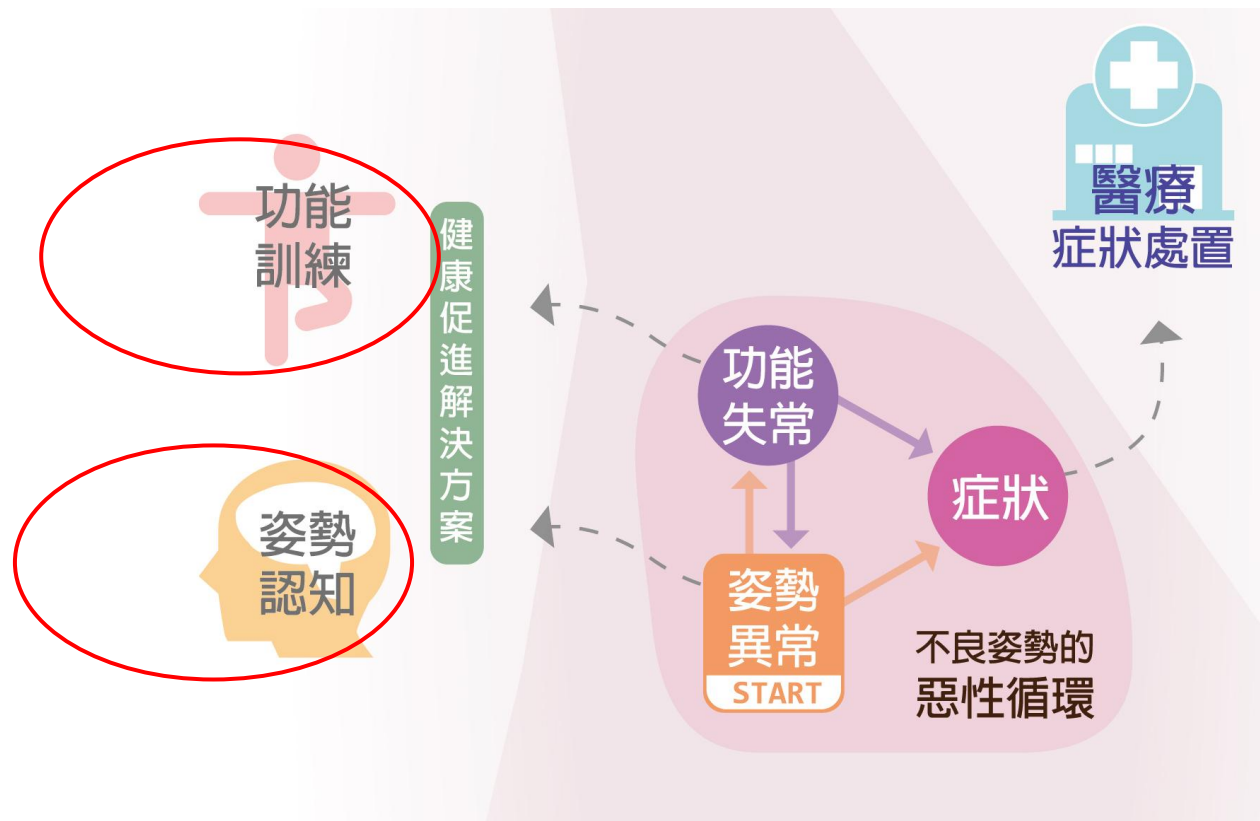 功能
訓練
健康促進解決方案
姿勢
認知
醫療
症狀處置
功能
失常
症狀
姿勢
異常
START
不良姿勢的
惡性循環